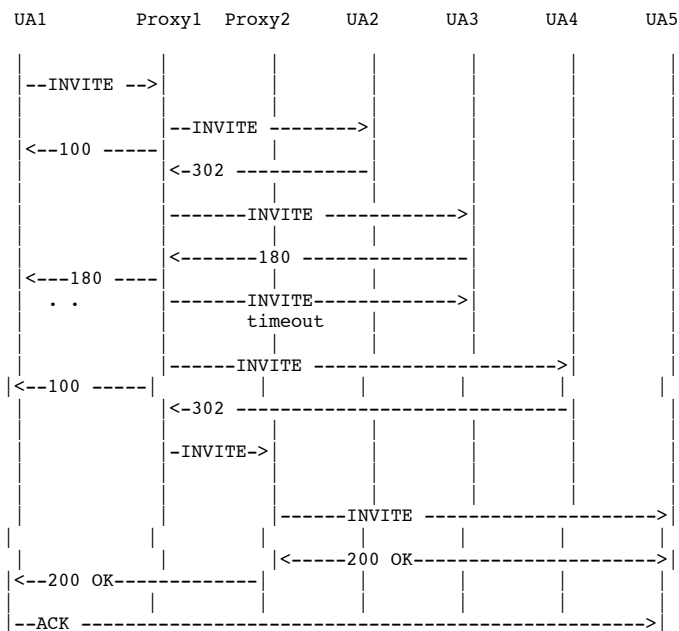 UA1 Proxy1 Proxy2 UA2 UA3 UA4 UA5
--INVITE -->
--INVITE -------->
<--100 -----
<-302 ------------
-------INVITE ------------>
<-------180 ---------------
<---180 ----
. . -------INVITE------------>
timeout
------INVITE ----------------------->
<--100 -----
<-302 ------------------------------
-INVITE->
------INVITE --------------------->
<------200 OK---------------------->
<--200 OK-------------
--ACK ---------------------------------------------------->